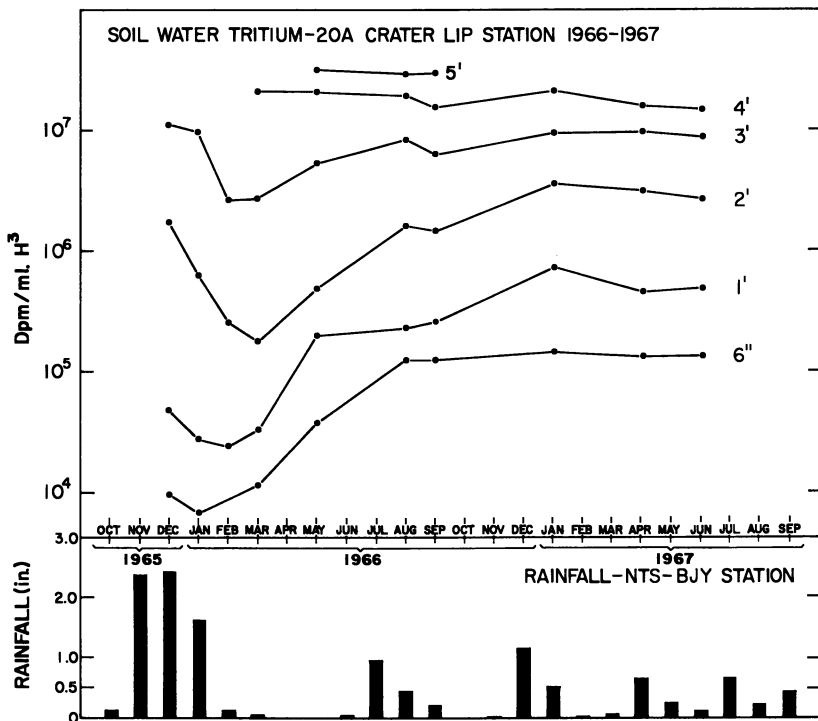 SOIL WATER TRITIUM-20A CRATER LIP STATION 1966-1967
5'
4'
10⁷
3'
2'
10⁶
Dpm/ml. H³
1'
6"
10⁵
10⁴
OCT NOV DEC JAN FEB MAR APR MAY JUN JUL AUG SEP OCT NOV DEC JAN FEB MAR APR MAY JUN JUL AUG SEP
3.0
1965 1966 1967
RAINFALL-NTS-BJY STATION
RAINFALL (in.)
2.0
1.0
0.5
0